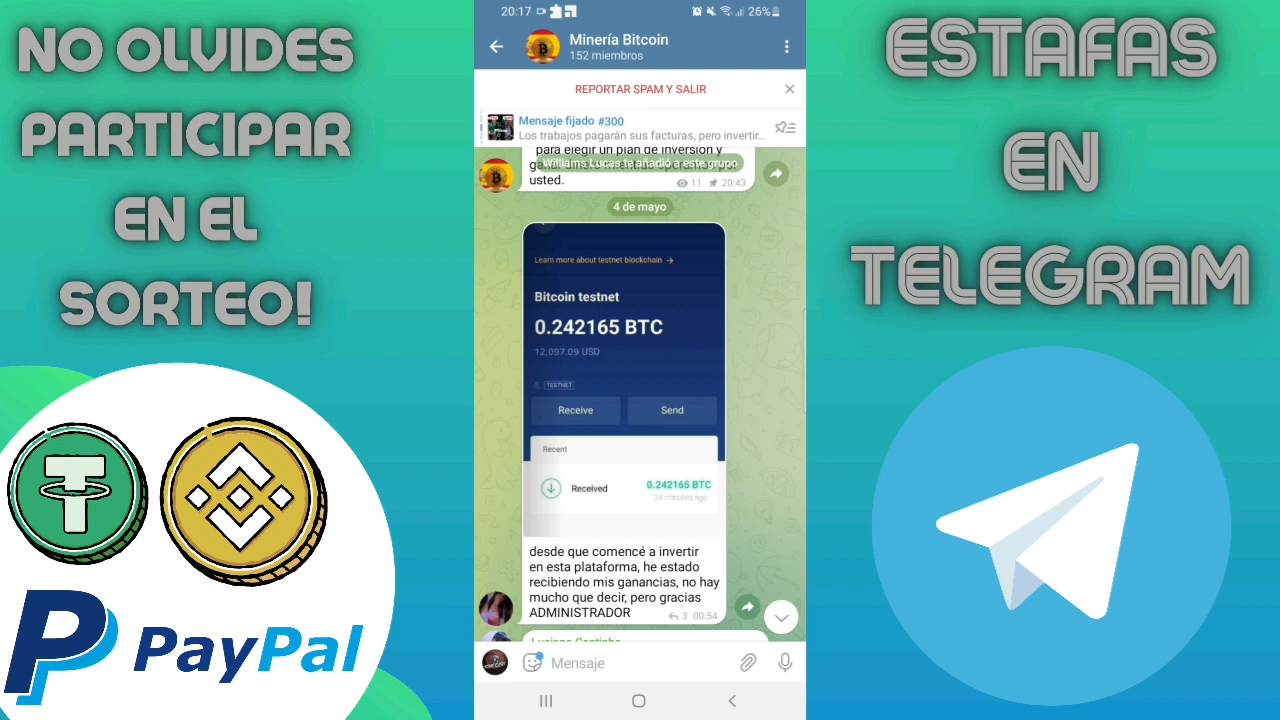 NO OLVIDES
PARTICIPAR
EN EL
SORTEO!
PayPal
20:17
26%
Minería Bitcoin
152 miembros
REPORTAR SPAM Y SALIR
Mensaje fijado #300
Los trabajos pagarán sus facturas, pero invertir...
para elegir un plan de inversión y
Williams Lucas te añadió a este grupo
usted.
11 20:43
4 de mayo
Learn more about testnet blockchain →
Bitcoin testnet
0.242165 BTC
12,097.09 USD
TESTNET
Receive
Send
Recent
Received
0.242165 BTC
24 minutes ago
desde que comencé a invertir
en esta plataforma, he estado
recibiendo mis ganancias, no hay
mucho que decir, pero gracias
ADMINISTRADOR
3 00:54
Mensaje
ESTAFAS
EN
TELEGRAM